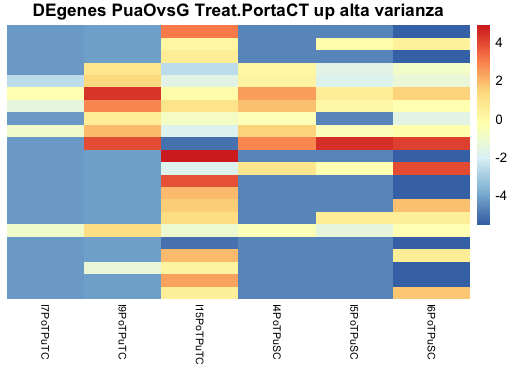 DEgenes PuaOvsG Treat.PortaCT up alta varianza
4
2
0
-2
-4
I7PoTPuTC
I9PoTPuTC
I15PoTPuTC
I4PoTPuSC
I5PoTPuSC
I6PoTPuSC